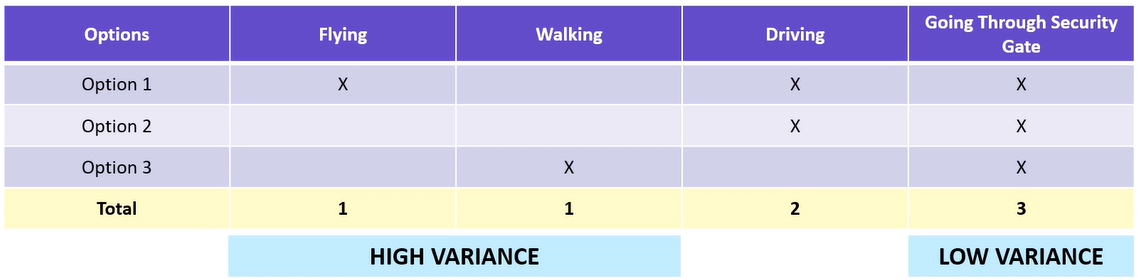 Options Flying Walking Driving Going Through Security Gate
Option 1 X X X
Option 2 X X
Option 3 X X
Total 1 1 2 3
HIGH VARIANCE LOW VARIANCE